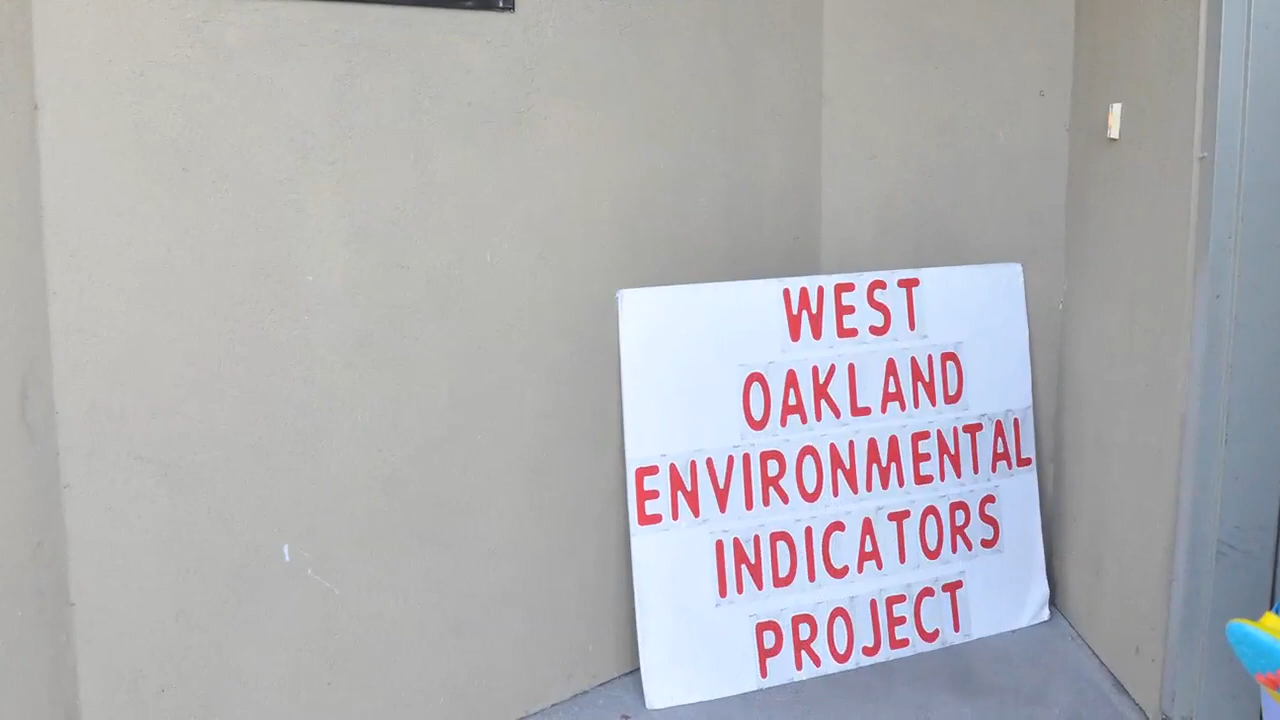 WEST
OAKLAND
ENVIRONMENTAL
INDICATORS
PROJECT